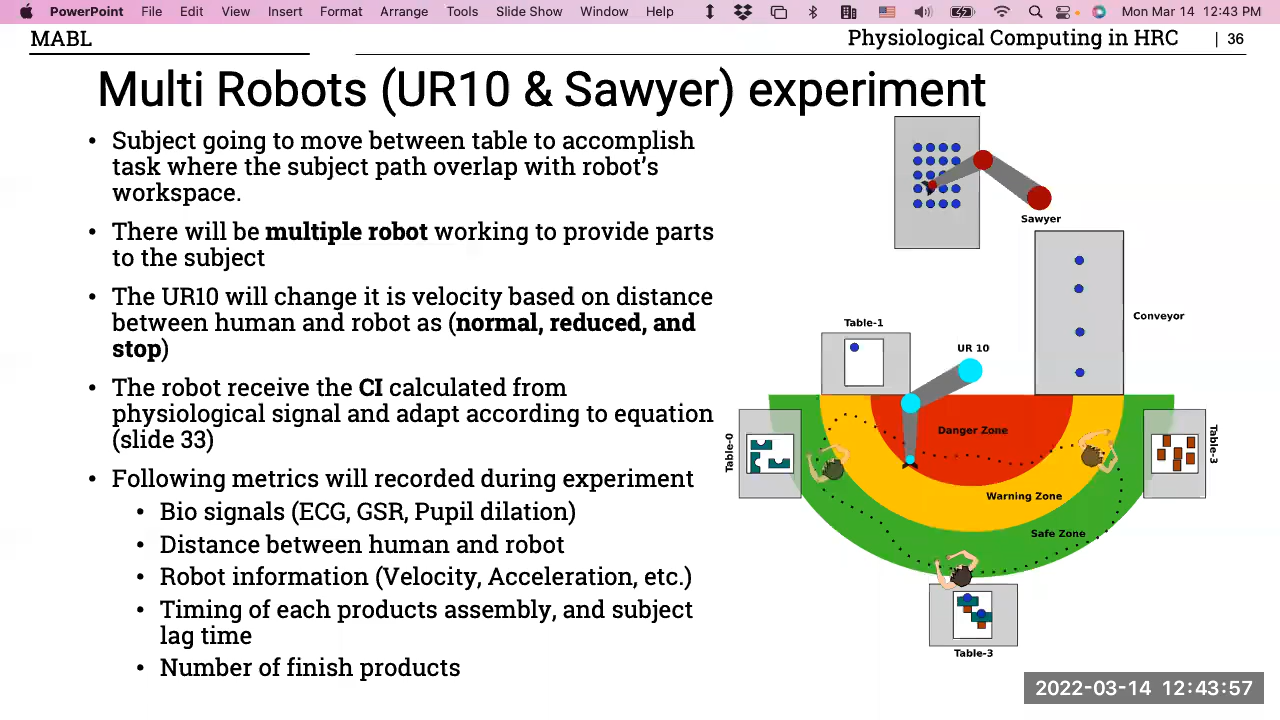 PowerPoint File Edit View Insert Format Arrange Tools Slide Show Window Help Mon Mar 14 12:43 PM
MABL
Physiological Computing in HRC | 36
Multi Robots (UR10 & Sawyer) experiment
• Subject going to move between table to accomplish
task where the subject path overlap with robot's
workspace.
• There will be multiple robot working to provide parts
to the subject
• The UR10 will change it is velocity based on distance
between human and robot as (normal, reduced, and
stop)
• The robot receive the CI calculated from
physiological signal and adapt according to equation
(slide 33)
• Following metrics will recorded during experiment
• Bio signals (ECG, GSR, Pupil dilation)
• Distance between human and robot
• Robot information (Velocity, Acceleration, etc.)
• Timing of each products assembly, and subject
lag time
• Number of finish products
Sawyer
Conveyor
Table-1
UR 10
Danger Zone
Table-0
Table-3
Warning Zone
Safe Zone
Table-3
2022-03-14 12:43:57